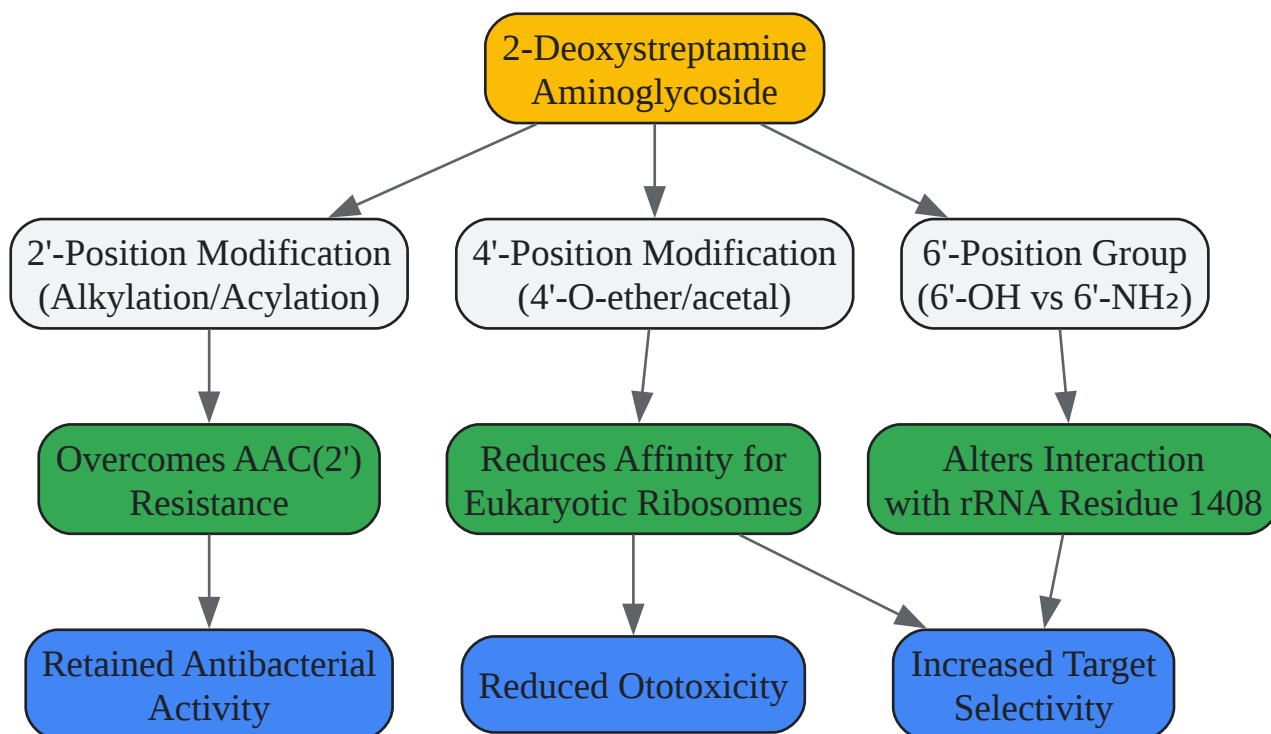 2-Deoxystreptamine
Aminoglycoside
2'-Position Modification
(Alkylation/Acylation)
4'-Position Modification
(4'-O-ether/acetal)
6'-Position Group
(6'-OH vs 6'-NH₂)
Overcomes AAC(2')
Resistance
Reduces Affinity for
Eukaryotic Ribosomes
Alters Interaction
with rRNA Residue 1408
Retained Antibacterial
Activity
Reduced Ototoxicity
Increased Target
Selectivity